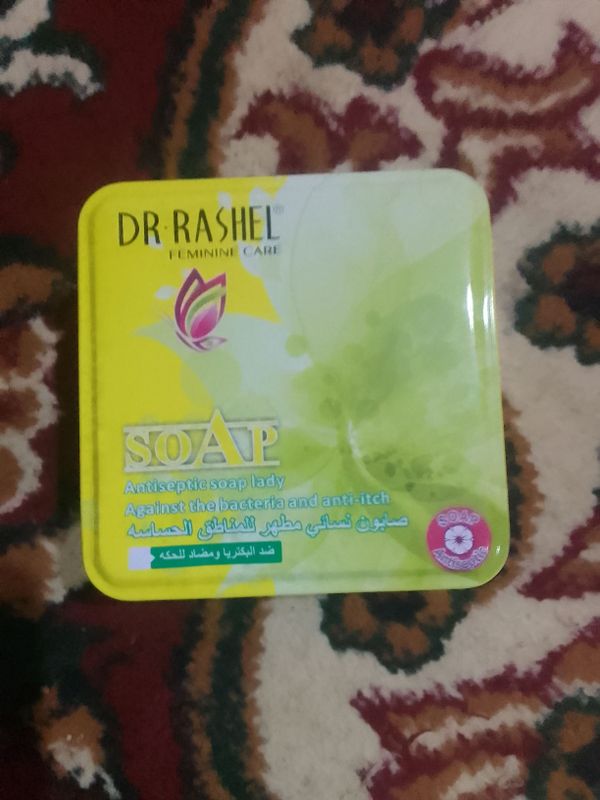 DR·RASHEL®
FEMININE CARE
SOAP
Antiseptic soap lady
Against the bacteria and anti-itch
صابون نسائي مطهر للمناطق الحساسه
ضد البكتريا ومضاد للحكه
SOAP